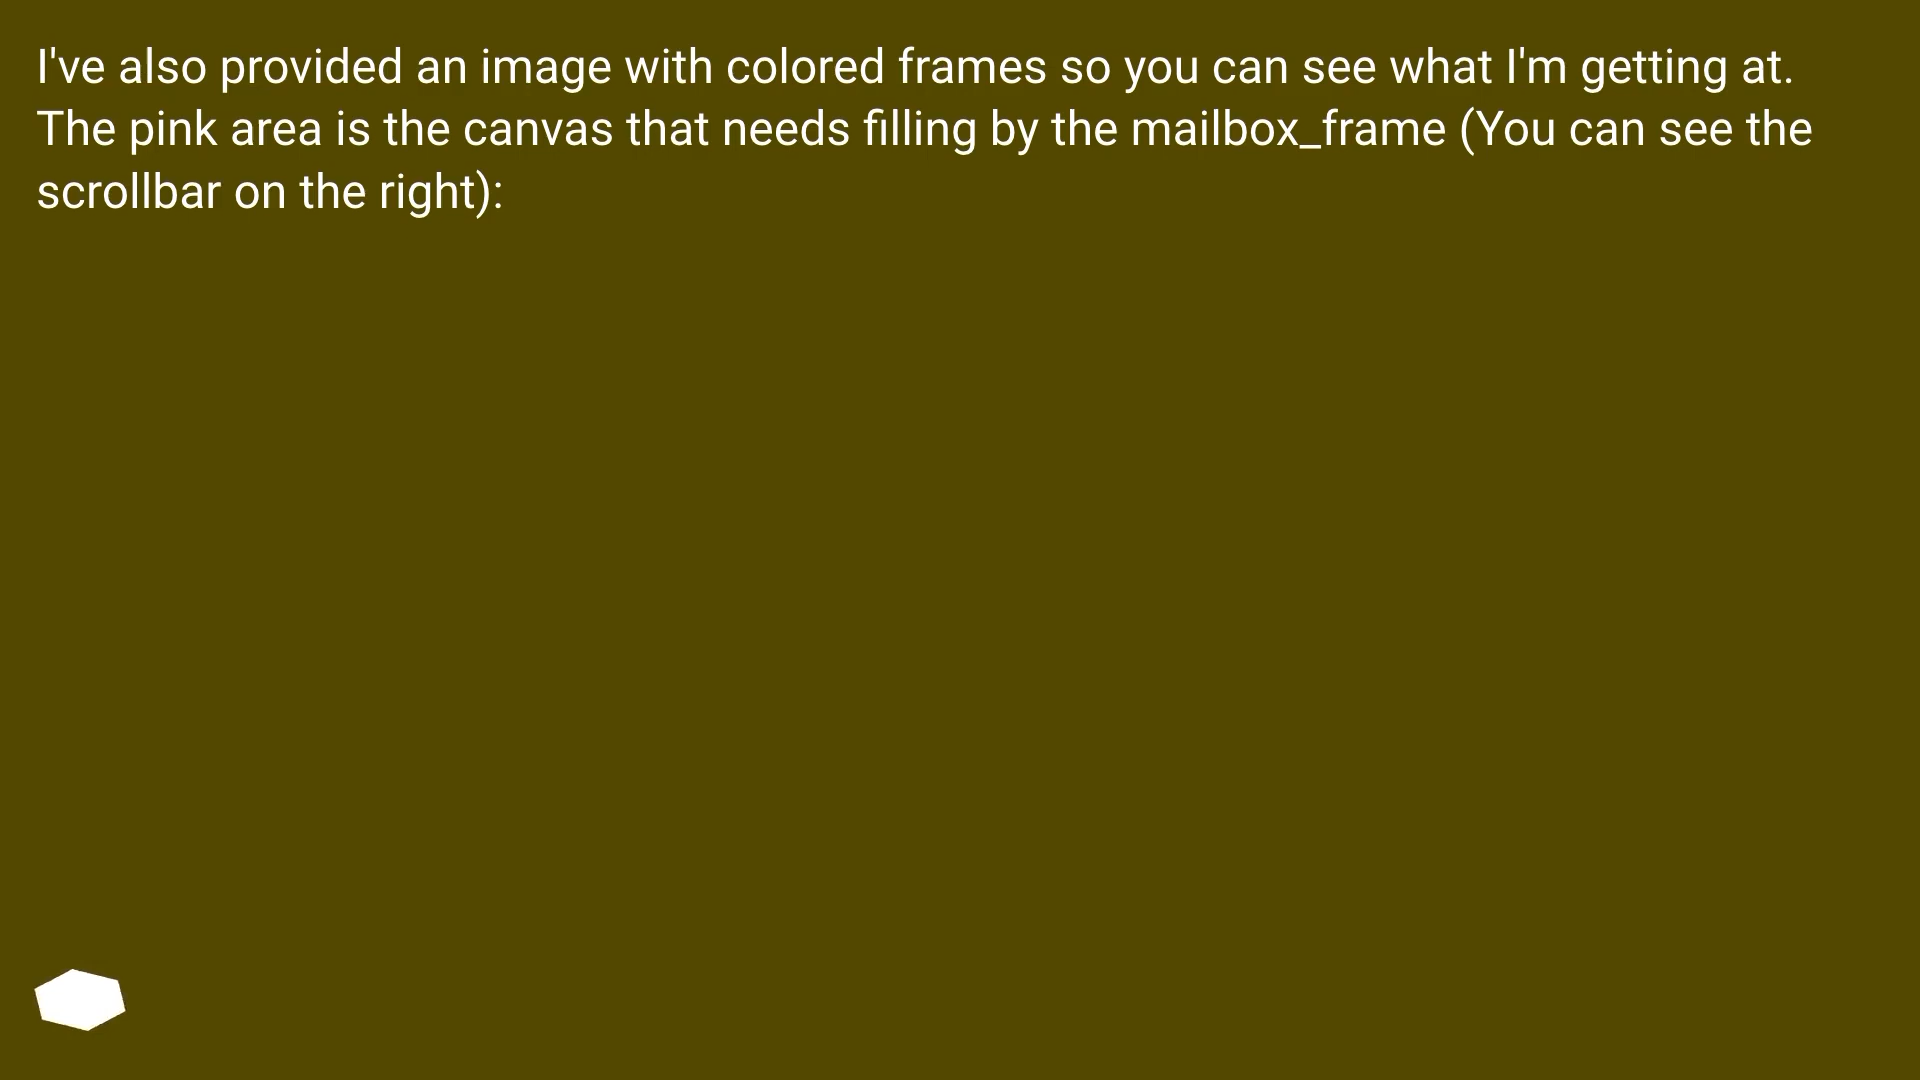 I've also provided an image with colored frames so you can see what I'm getting at.
The pink area is the canvas that needs filling by the mailbox_frame (You can see the
scrollbar on the right):